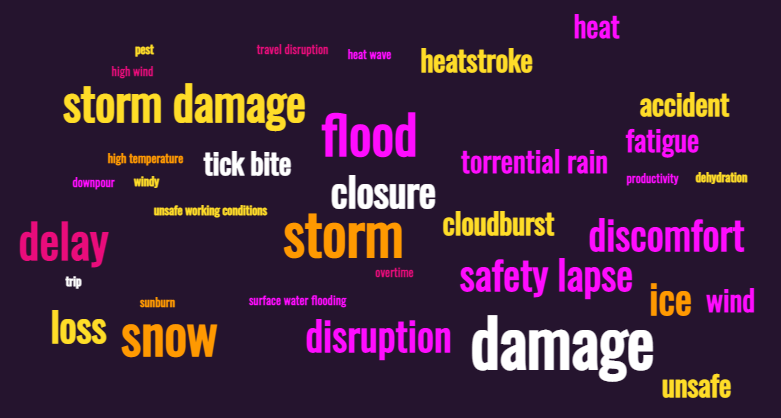 heat
pest
travel disruption
heat wave
heatstroke
high wind
storm damage
accident
flood
fatigue
high temperature
tick bite
torrential rain
downpour
windy
closure
productivity
dehydration
unsafe working conditions
cloudburst
delay
storm
discomfort
trip
overtime
safety lapse
sunburn
surface water flooding
ice
wind
loss
snow
disruption
damage
unsafe